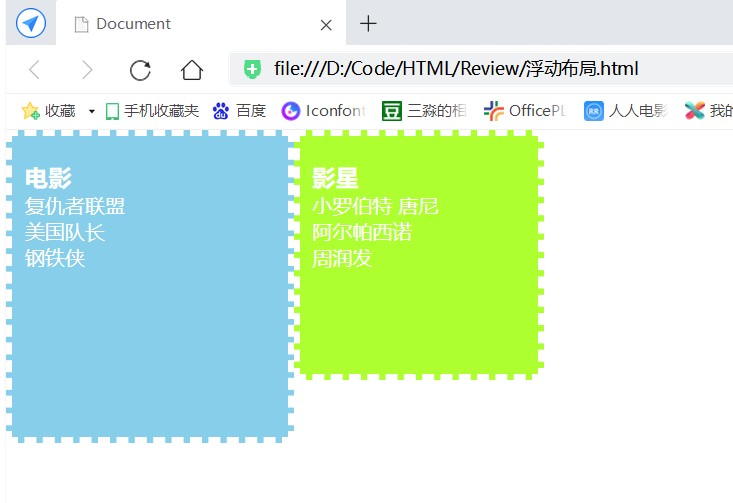 Document
file:///D:/Code/HTML/Review/浮动布局.html
收藏 手机收藏夹 百度 Iconfont 三淼的相 OfficePL 人人电影 我的
电影
复仇者联盟
美国队长
钢铁侠
影星
小罗伯特 唐尼
阿尔帕西诺
周润发